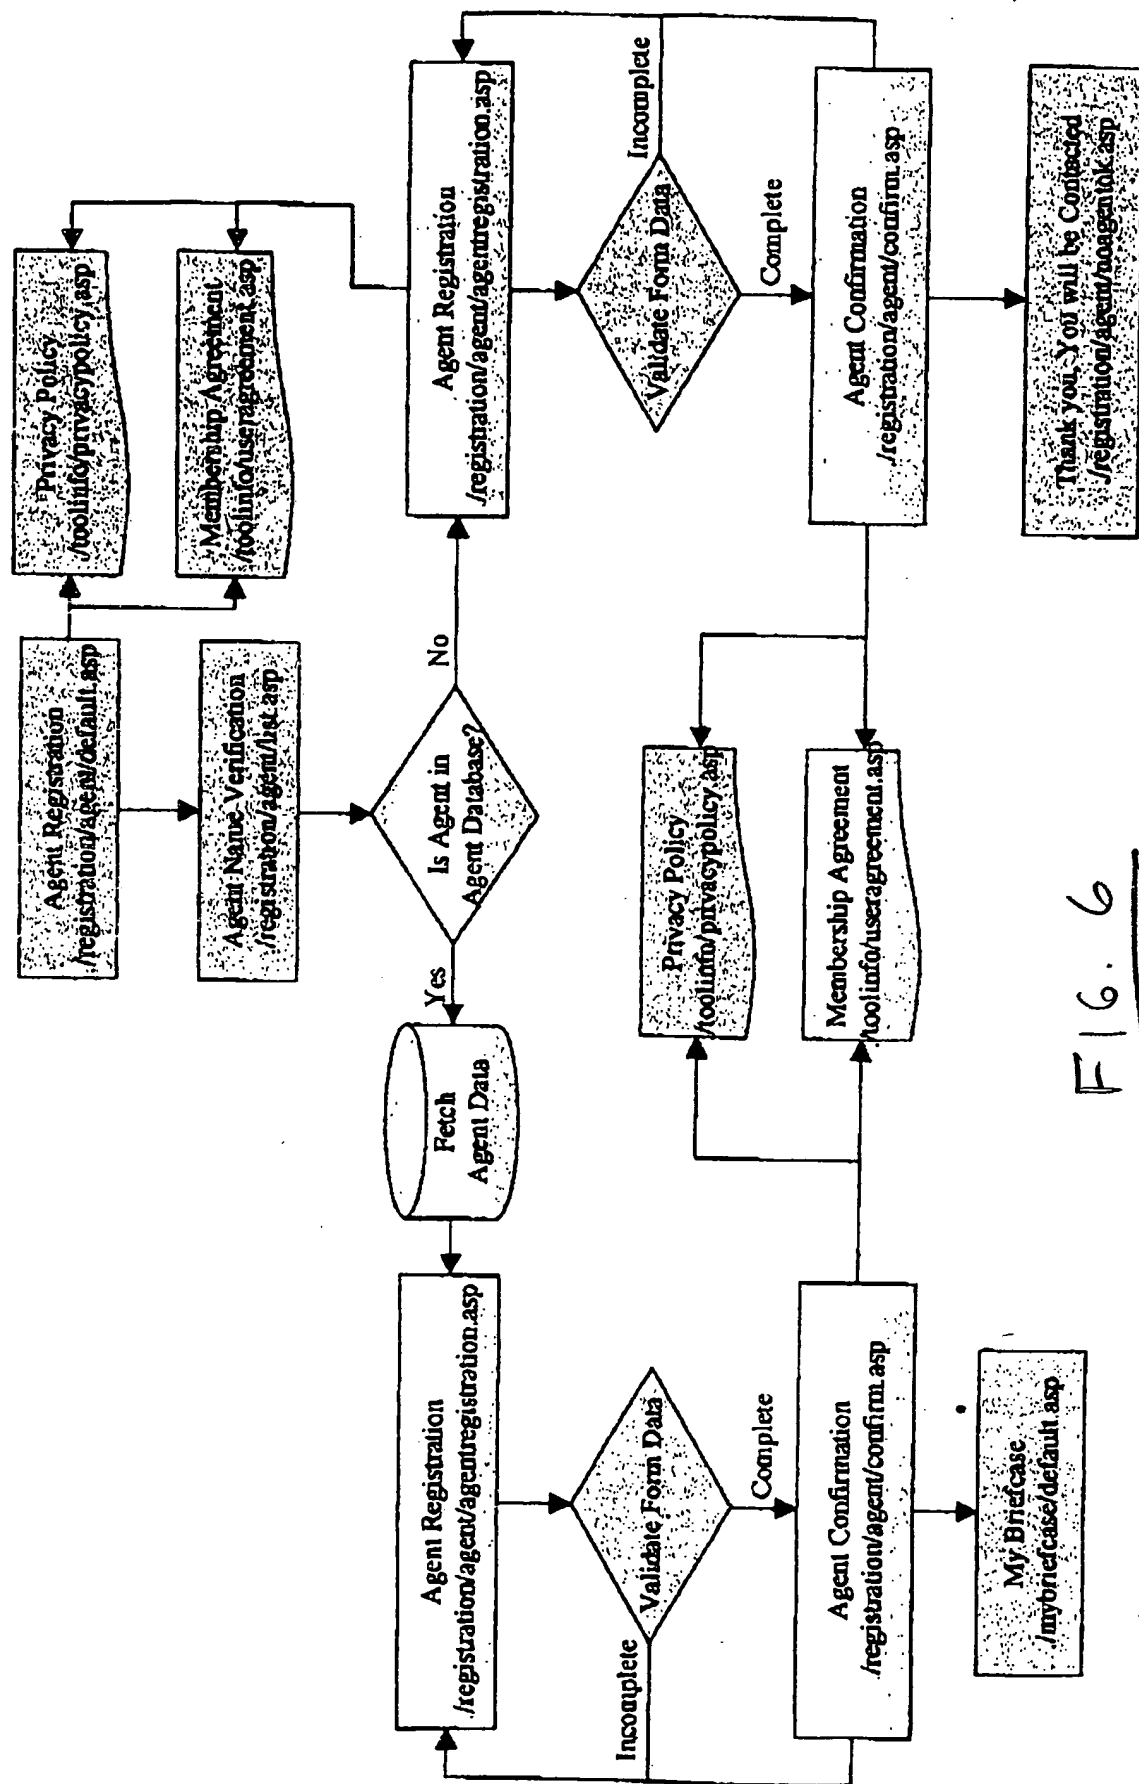 Agent Registration
./registration/agent/default.asp
Privacy Policy
./toolinfo/privacypolicy.asp
Agent Name Verification
./registration/agent/list.asp
Membership Agreement
./toolinfo/useragreement.asp
Is Agent in
Agent Database?
Yes
No
Fetch
Agent Data
Agent Registration
./registration/agent/agentregistration.asp
Agent Registration
./registration/agent/agentregistration.asp
Incomplete
Validate Form Data
Complete
Validate Form Data
Incomplete
Complete
Privacy Policy
./toolinfo/privacypolicy.asp
Membership Agreement
./toolinfo/useragreement.asp
Agent Confirmation
./registration/agent/confirm.asp
Agent Confirmation
./registration/agent/confirm.asp
My Briefcase
./mybriefcase/default.asp
Thank you, You will be Contacted
./registration/agent/noagentok.asp
FIG. 6